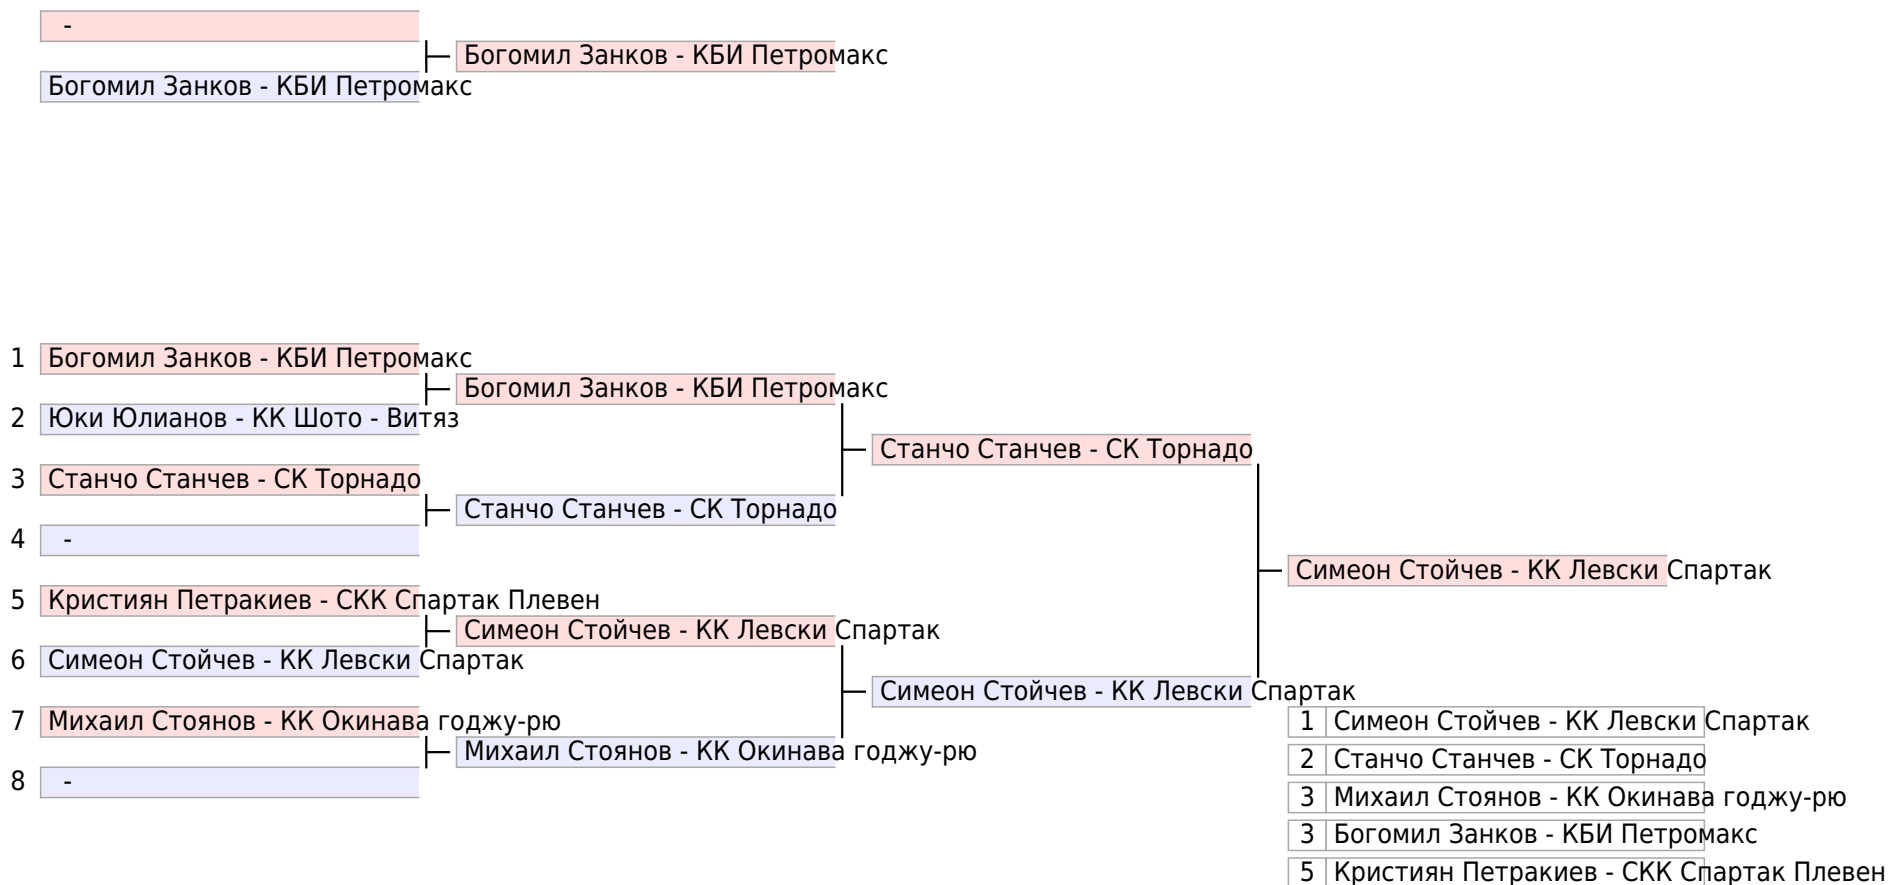 -
Богомил Занков - КБИ Петромакс
Богомил Занков - КБИ Петромакс
1 Богомил Занков - КБИ Петромакс
Богомил Занков - КБИ Петромакс
2 Юки Юлианов - КК Шото - Витяз
Станчо Станчев - СК Торнадо
3 Станчо Станчев - СК Торнадо
Станчо Станчев - СК Торнадо
4 -
Симеон Стойчев - КК Левски Спартак
5 Кристиян Петракиев - СКК Спартак Плевен
Симеон Стойчев - КК Левски Спартак
6 Симеон Стойчев - КК Левски Спартак
Симеон Стойчев - КК Левски Спартак
7 Михаил Стоянов - КК Окинава годжу-рю
Михаил Стоянов - КК Окинава годжу-рю
8 -
1 Симеон Стойчев - КК Левски Спартак
2 Станчо Станчев - СК Торнадо
3 Михаил Стоянов - КК Окинава годжу-рю
3 Богомил Занков - КБИ Петромакс
5 Кристиян Петракиев - СКК Спартак Плевен